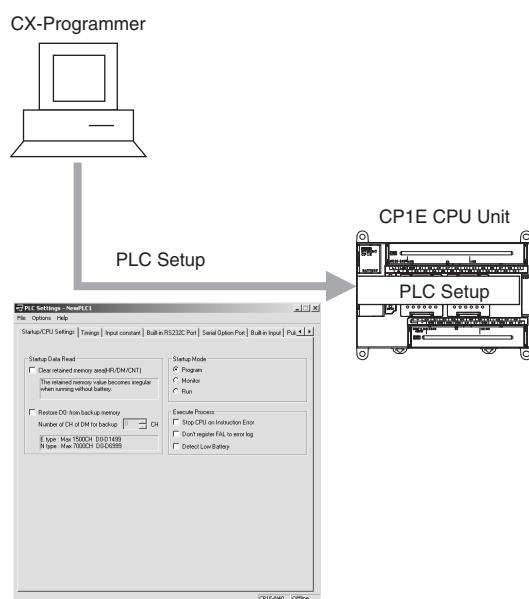 CX-Programmer
CP1E CPU Unit
PLC Setup
PLC Setup
BATTERY
PLC Settings - NewPLC1
File Options Help
Startup/CPU Settings Timings Input constant Built-in RS232C Port Serial Option Port Built-in Input Pul
Startup Data Read
Clear retained memory area(HR/DM/CNT)
The retained memory value becomes irregular
when running without battery.
Restore D0- from backup memory
Number of CH of DM for backup 0 CH
E type : Max 1500CH D0-D1499
N type : Max 7000CH D0-D6999
Startup Mode
Program
Monitor
Run
Execute Process
Stop CPU on Instruction Error
Don't register FAL to error log
Detect Low Battery
CP1E-N40 Offline